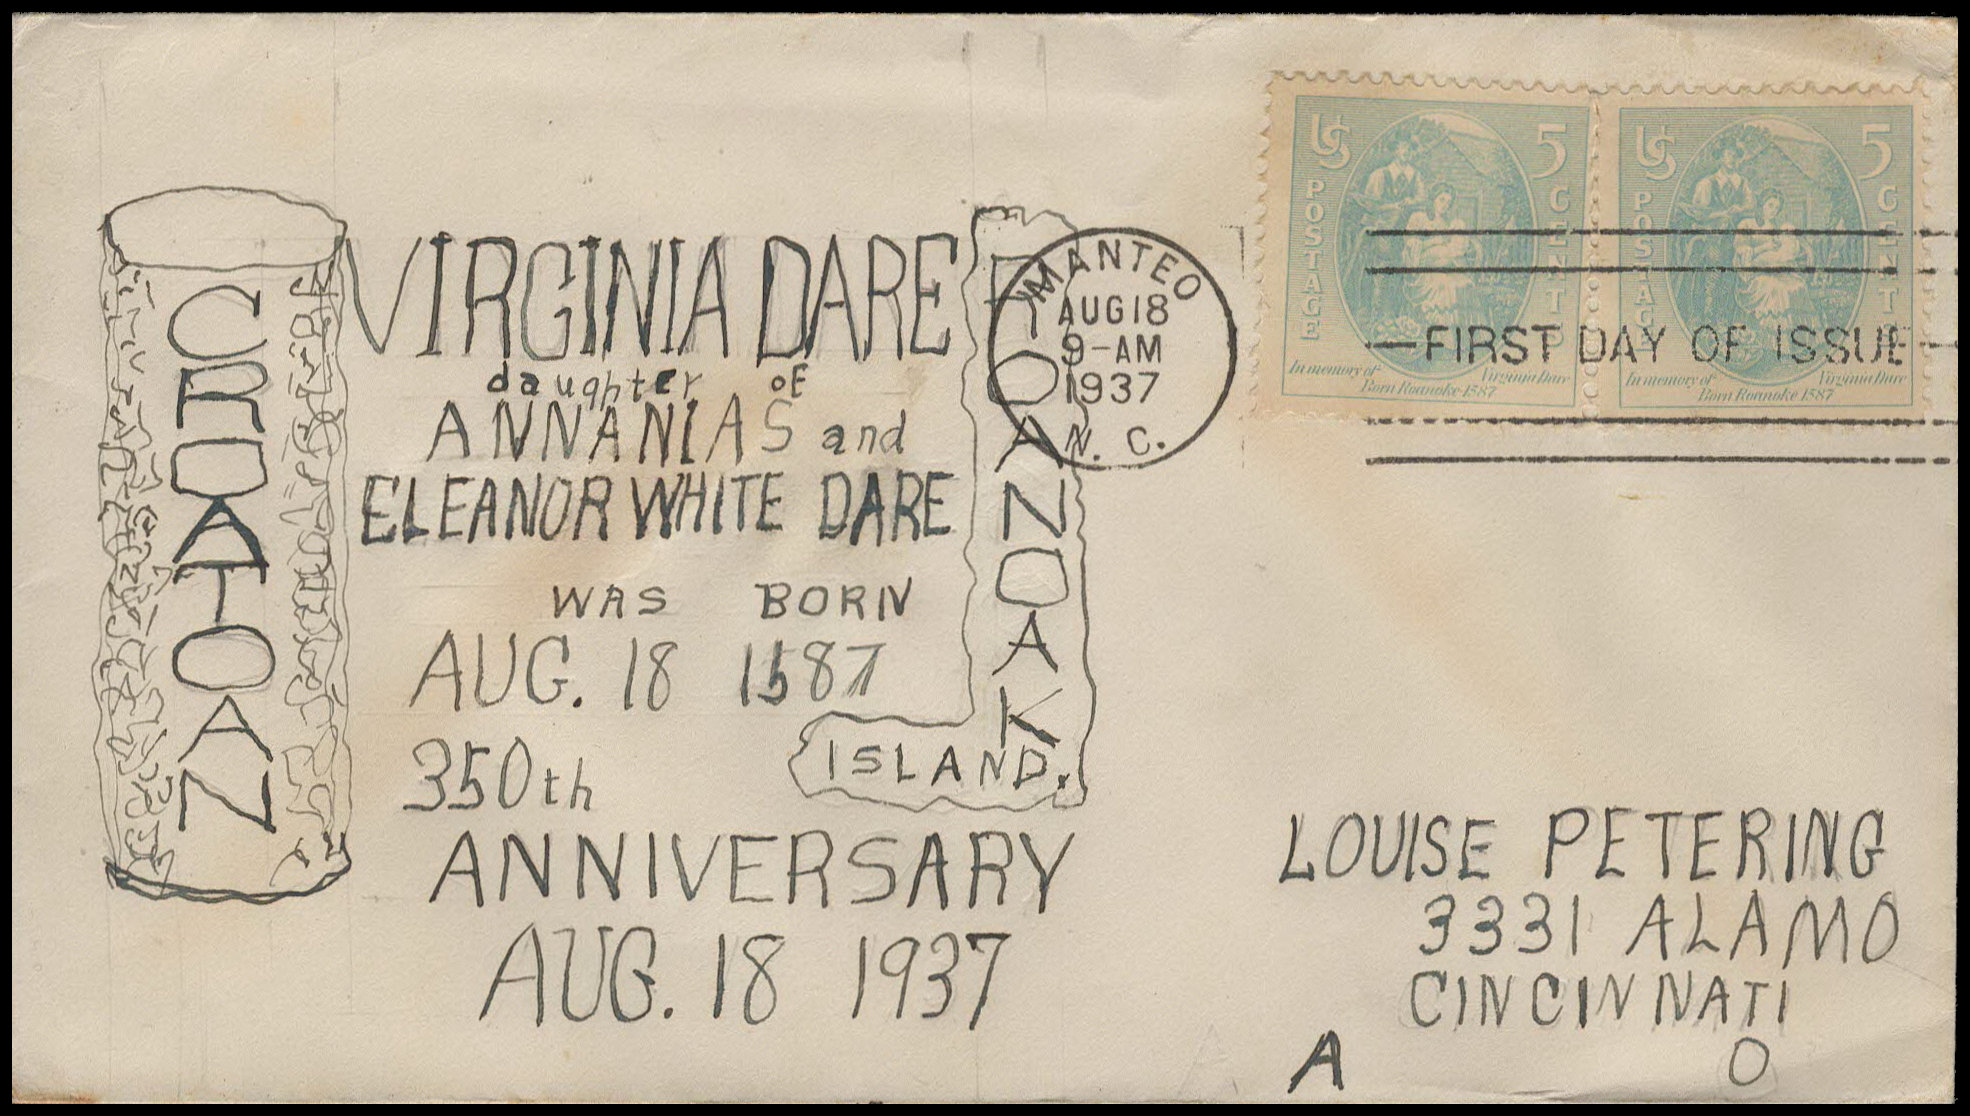 CROATOAN
VIRGINIA DARE
daughter of
ANNANIAS and
ELEANOR WHITE DARE
WAS BORN
AUG. 18 1587
350th
ANNIVERSARY
AUG. 18 1937
ROANOAK
ISLAND.
MANTEO
AUG 18
9-AM
1937
N. C.
US POSTAGE
5 CENTS
In memory of Virginia Dare
Born Roanoke 1587
US POSTAGE
5 CENTS
In memory of Virginia Dare
Born Roanoke 1587
FIRST DAY OF ISSUE
LOUISE PETERING
3331 ALAMO
CINCINNATI
A O